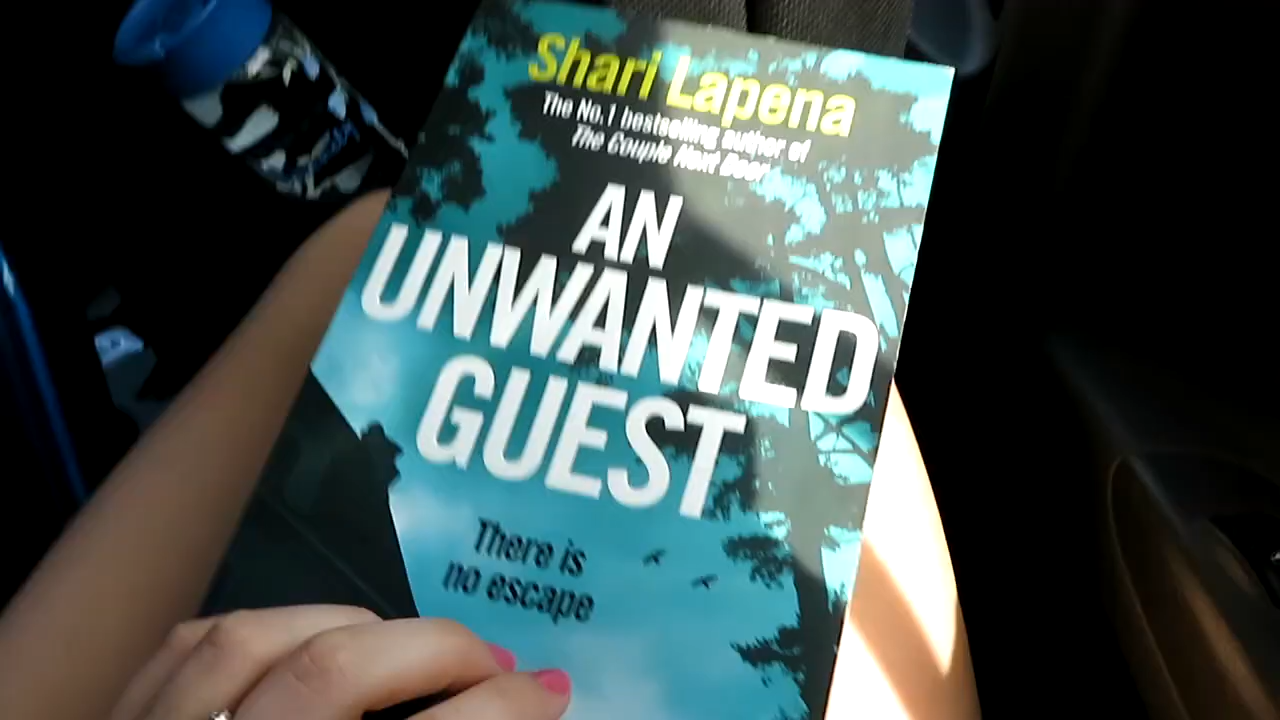 Shari Lapena
The No.1 bestselling author of
The Couple Next Door
AN
UNWANTED
GUEST
There is
no escape